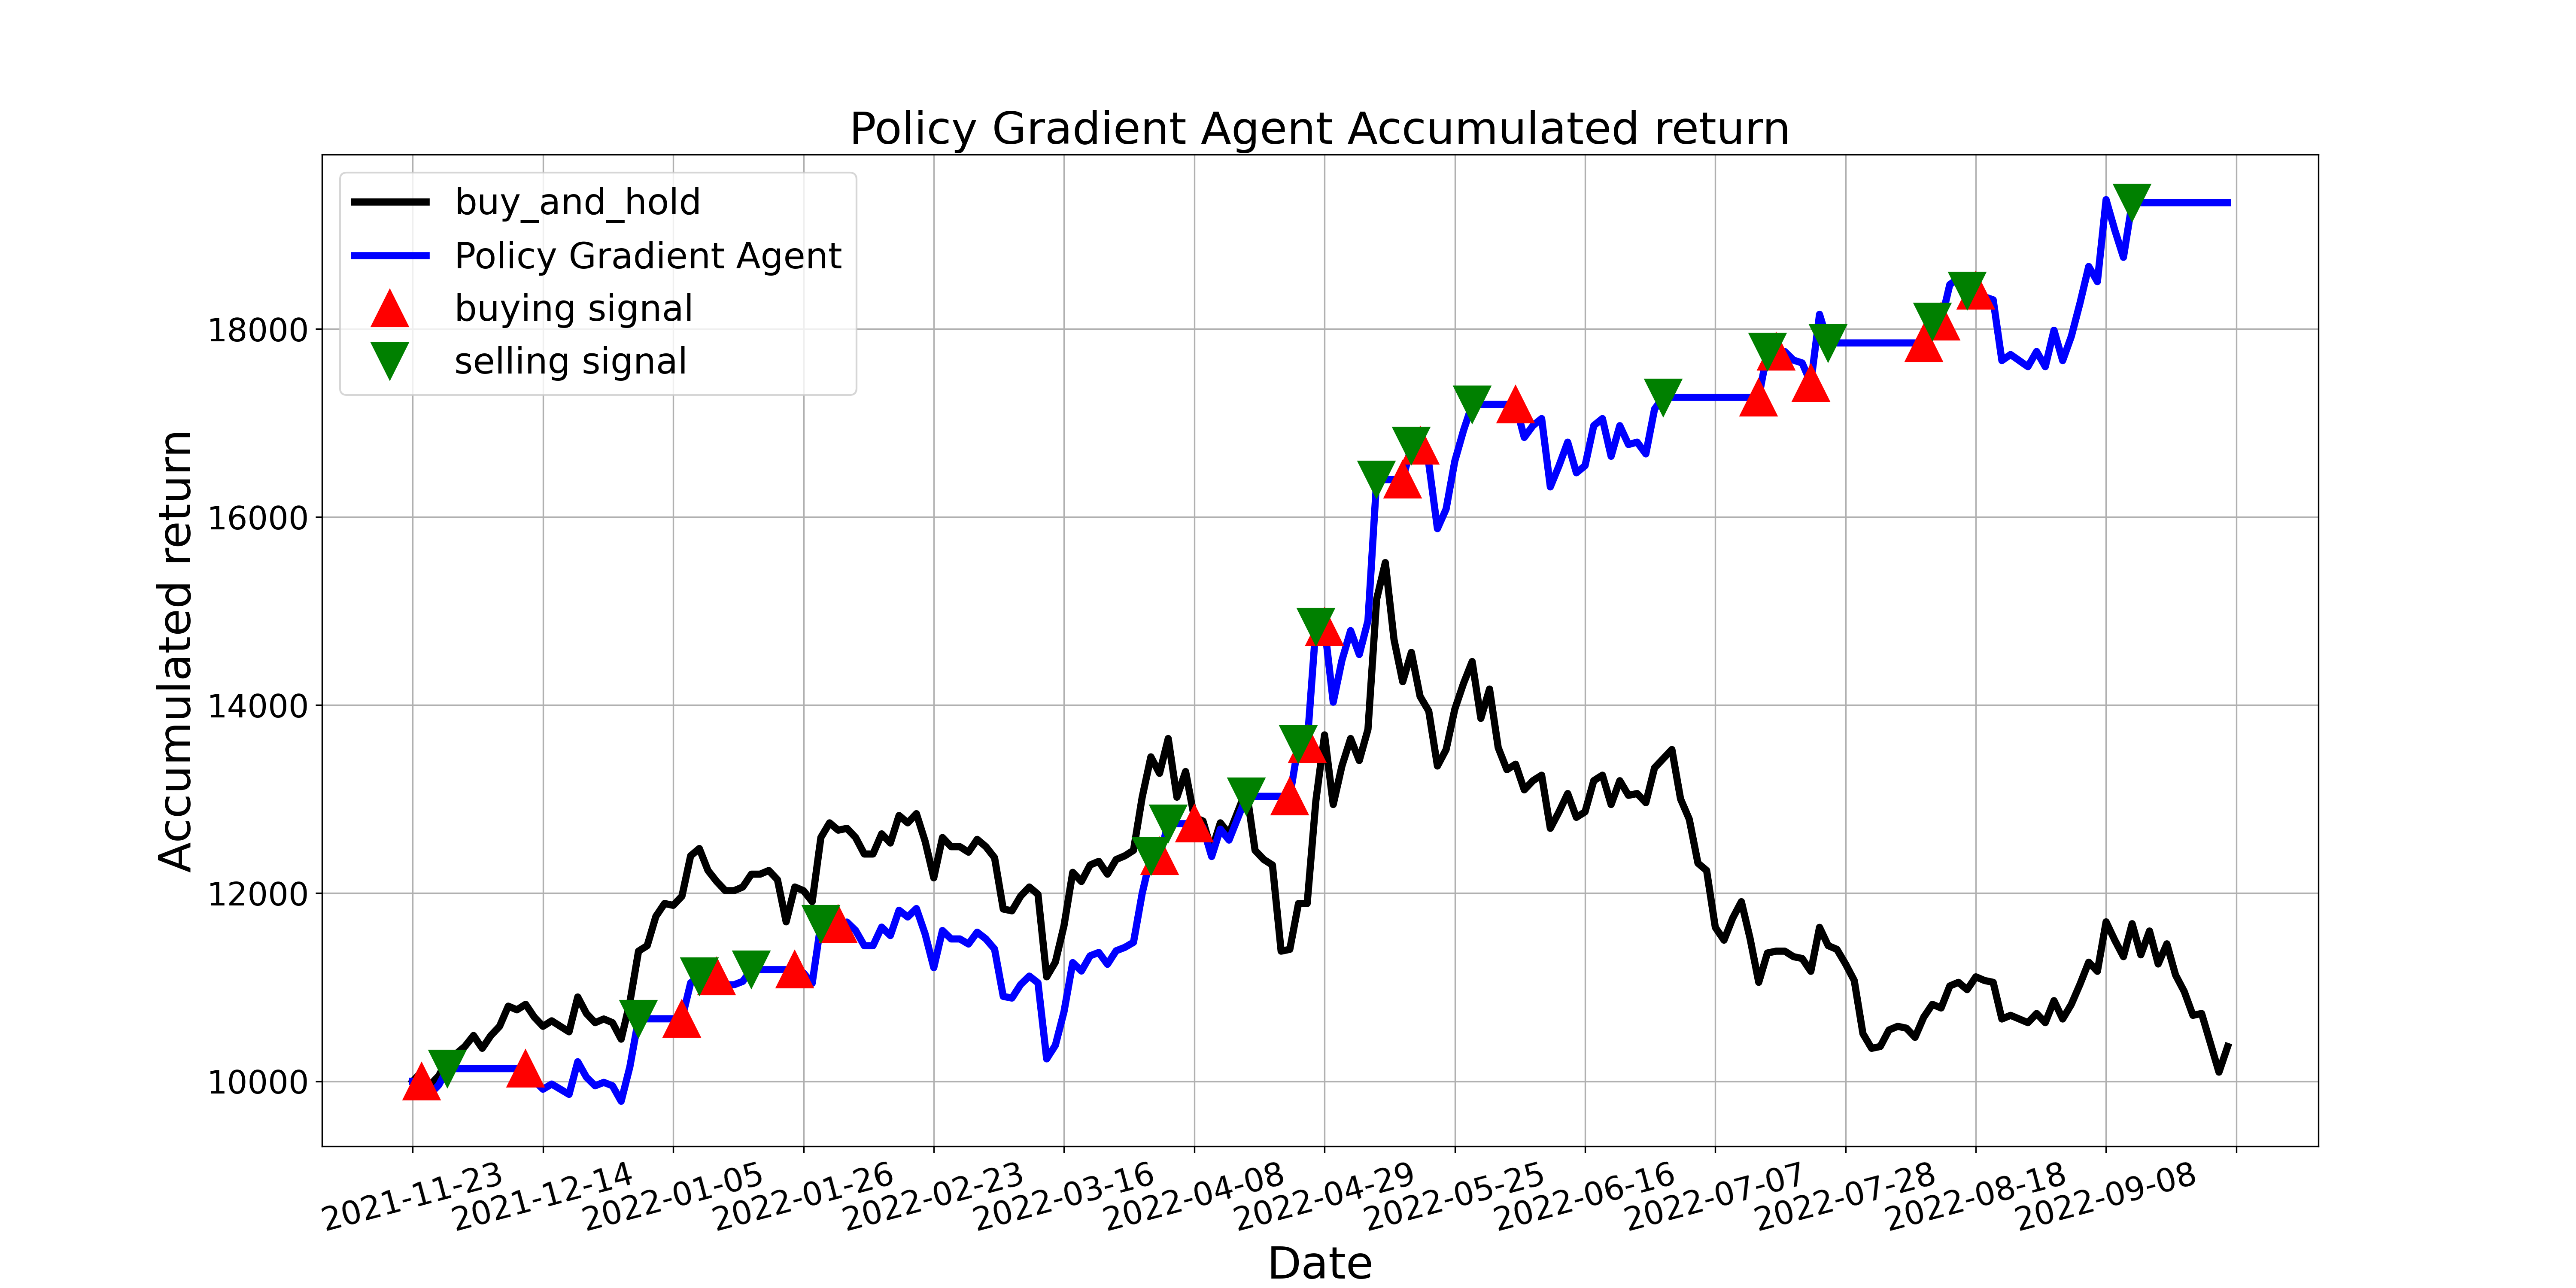 Policy Gradient Agent Accumulated return
buy_and_hold
Policy Gradient Agent
buying signal
selling signal
Accumulated return
18000
16000
14000
12000
10000
2021-11-23
2021-12-14
2022-01-05
2022-01-26
2022-02-23
2022-03-16
2022-04-08
2022-04-29
2022-05-25
2022-06-16
2022-07-07
2022-07-28
2022-08-18
2022-09-08
Date